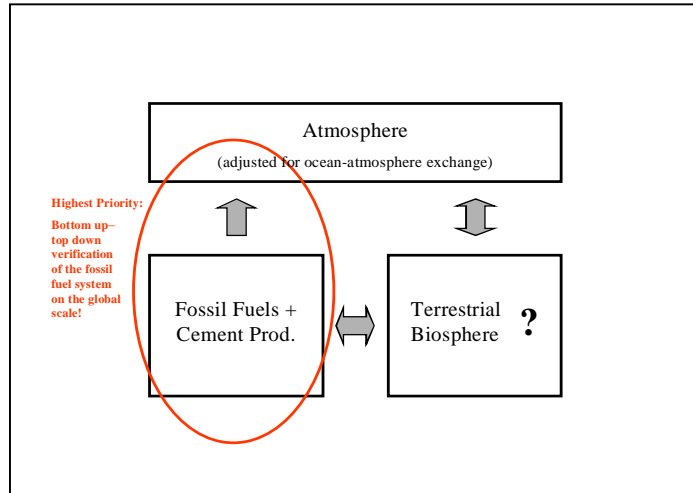 Atmosphere
(adjusted for ocean-atmosphere exchange)
Highest Priority:
Bottom up–
top down
verification
of the fossil
fuel system
on the global
scale!
Fossil Fuels +
Cement Prod.
Terrestrial
Biosphere
?